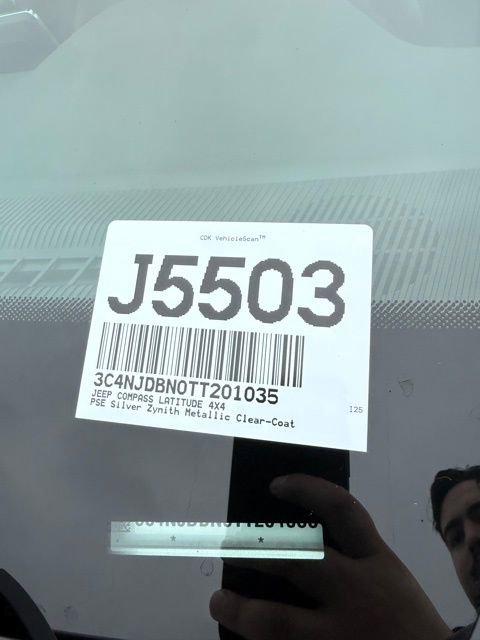 CDK VehicleScan™
J5503
3C4NJDBN0TT201035
JEEP COMPASS LATITUDE 4X4
PSE Silver Zynith Metallic Clear-Coat
I25